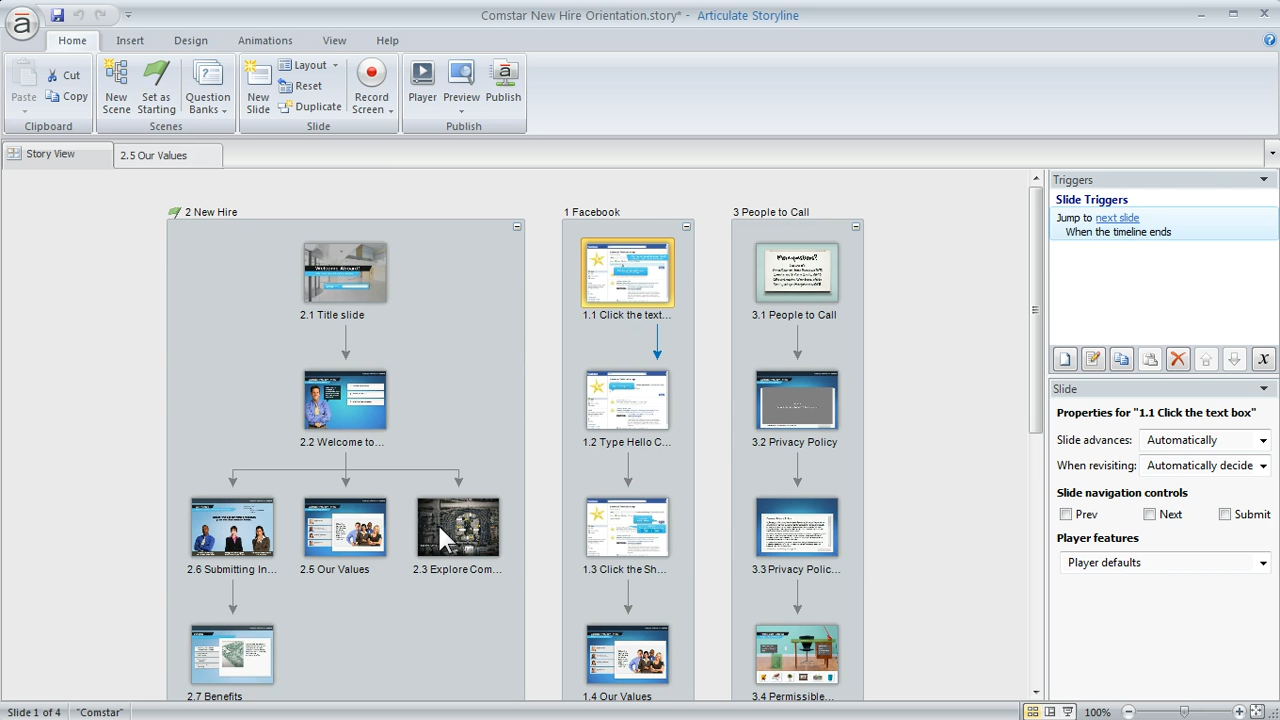 Comstar New Hire Orientation.story* - Articulate Storyline
Home Insert Design Animations View Help
Paste Cut Copy
New Scene Set as Starting Question Banks
New Slide Layout Reset Duplicate Record Screen
Player Preview Publish
Clipboard Scenes Slide Publish
Story View 2.5 Our Values
2 New Hire
Welcome Aboard!
2.1 Title slide
2.2 Welcome to...
2.6 Submitting In... 2.5 Our Values 2.3 Explore Com...
2.7 Benefits
1 Facebook
1.1 Click the text...
1.2 Type Hello C...
1.3 Click the Sh...
1.4 Our Values
3 People to Call
3.1 People to Call
3.2 Privacy Policy
3.3 Privacy Polic...
3.4 Permissible...
Triggers
Slide Triggers
Jump to next slide
When the timeline ends
Slide
Properties for "1.1 Click the text box"
Slide advances: Automatically
When revisiting: Automatically decide
Slide navigation controls
Prev Next Submit
Player features
Player defaults
Slide 1 of 4 "Comstar" 100%